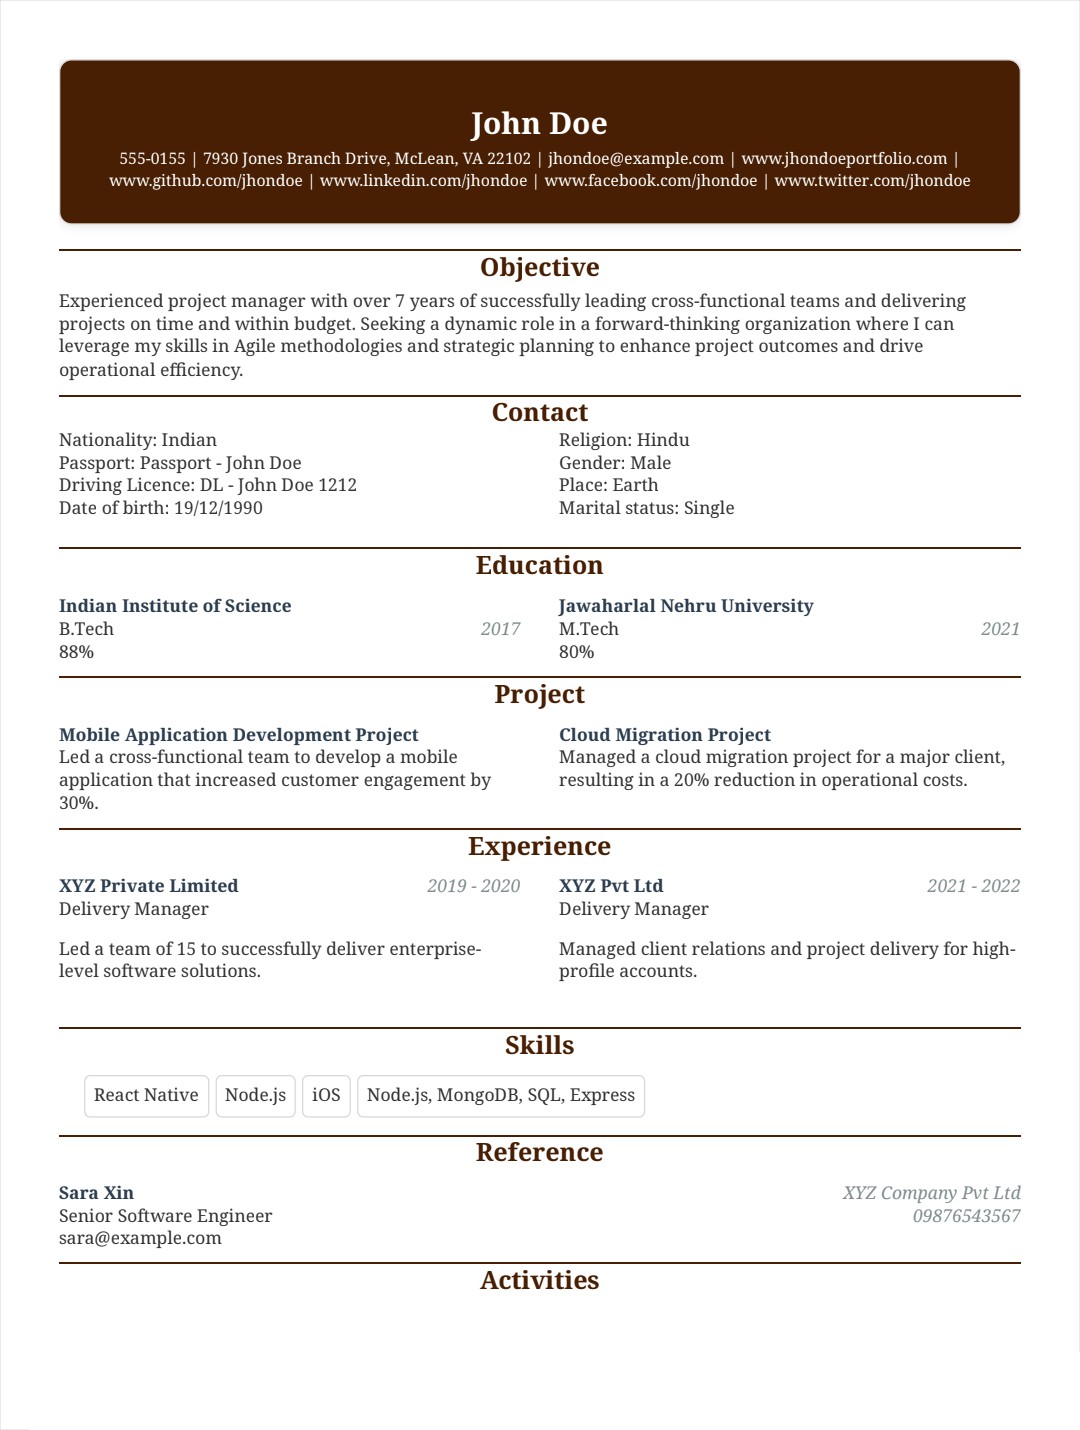 John Doe
555-0155 | 7930 Jones Branch Drive, McLean, VA 22102 | jhondoe@example.com | www.jhondoeportfolio.com |
www.github.com/jhondoe | www.linkedin.com/jhondoe | www.facebook.com/jhondoe | www.twitter.com/jhondoe
Objective
Experienced project manager with over 7 years of successfully leading cross-functional teams and delivering
projects on time and within budget. Seeking a dynamic role in a forward-thinking organization where I can
leverage my skills in Agile methodologies and strategic planning to enhance project outcomes and drive
operational efficiency.
Contact
Nationality: Indian
Passport: Passport - John Doe
Driving Licence: DL - John Doe 1212
Date of birth: 19/12/1990
Religion: Hindu
Gender: Male
Place: Earth
Marital status: Single
Education
Indian Institute of Science
B.Tech 2017
88%
Jawaharlal Nehru University
M.Tech 2021
80%
Project
Mobile Application Development Project
Led a cross-functional team to develop a mobile
application that increased customer engagement by
30%.
Cloud Migration Project
Managed a cloud migration project for a major client,
resulting in a 20% reduction in operational costs.
Experience
XYZ Private Limited 2019 - 2020
Delivery Manager
Led a team of 15 to successfully deliver enterprise-
level software solutions.
XYZ Pvt Ltd 2021 - 2022
Delivery Manager
Managed client relations and project delivery for high-
profile accounts.
Skills
React Native Node.js iOS Node.js, MongoDB, SQL, Express
Reference
Sara Xin XYZ Company Pvt Ltd
Senior Software Engineer 09876543567
sara@example.com
Activities